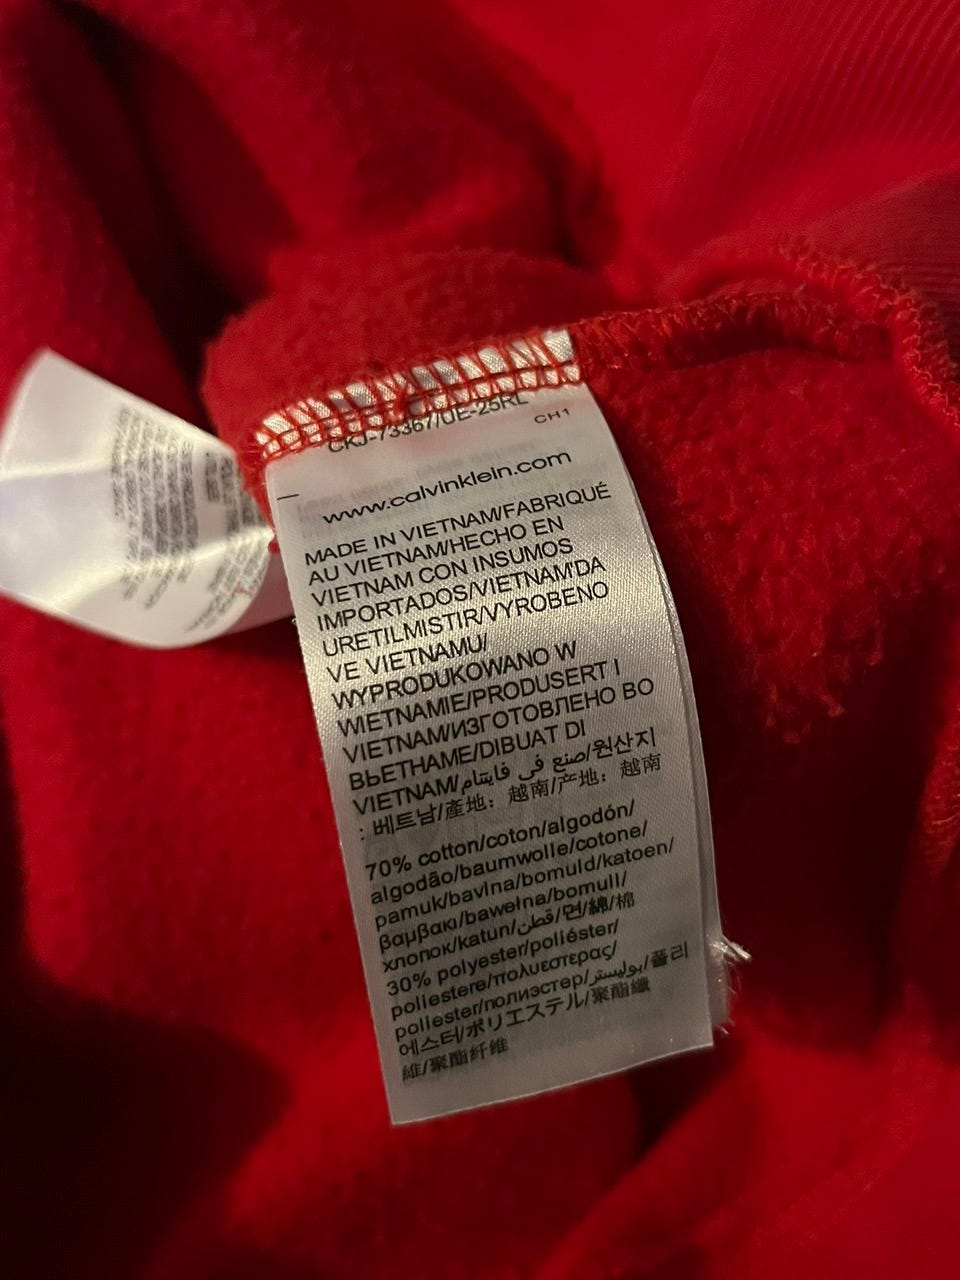 CKJ-73367/UE-25RL
CH1
www.calvinklein.com
MADE IN VIETNAM/FABRIQUÉ
AU VIETNAM/HECHO EN
VIETNAM CON INSUMOS
IMPORTADOS/VIETNAM'DA
URETILMISTIR/VYROBENO
VE VIETNAMU/
WYPRODUKOWANO W
WIETNAMIE/PRODUSERT I
VIETNAM/ИЗГОТОВЛЕНО ВО
ВЬЕТНАМЕ/DIBUAT DI
VIETNAM/صنع في فايتنام/원산지
: 베트남/產地：越南/产地：越南
70% cotton/coton/algodón/
algodão/baumwolle/cotone/
pamuk/bavlna/bomuld/katoen/
βαμβακι/bawełna/bomull/
хлопок/katun/قطن/면/綿/棉
30% polyester/poliéster/
poliestere/πολυεστερας/
poliester/полиэстер/بوليستر/폴리
에스터/ポリエステル/聚酯纖
維/聚酯纤维